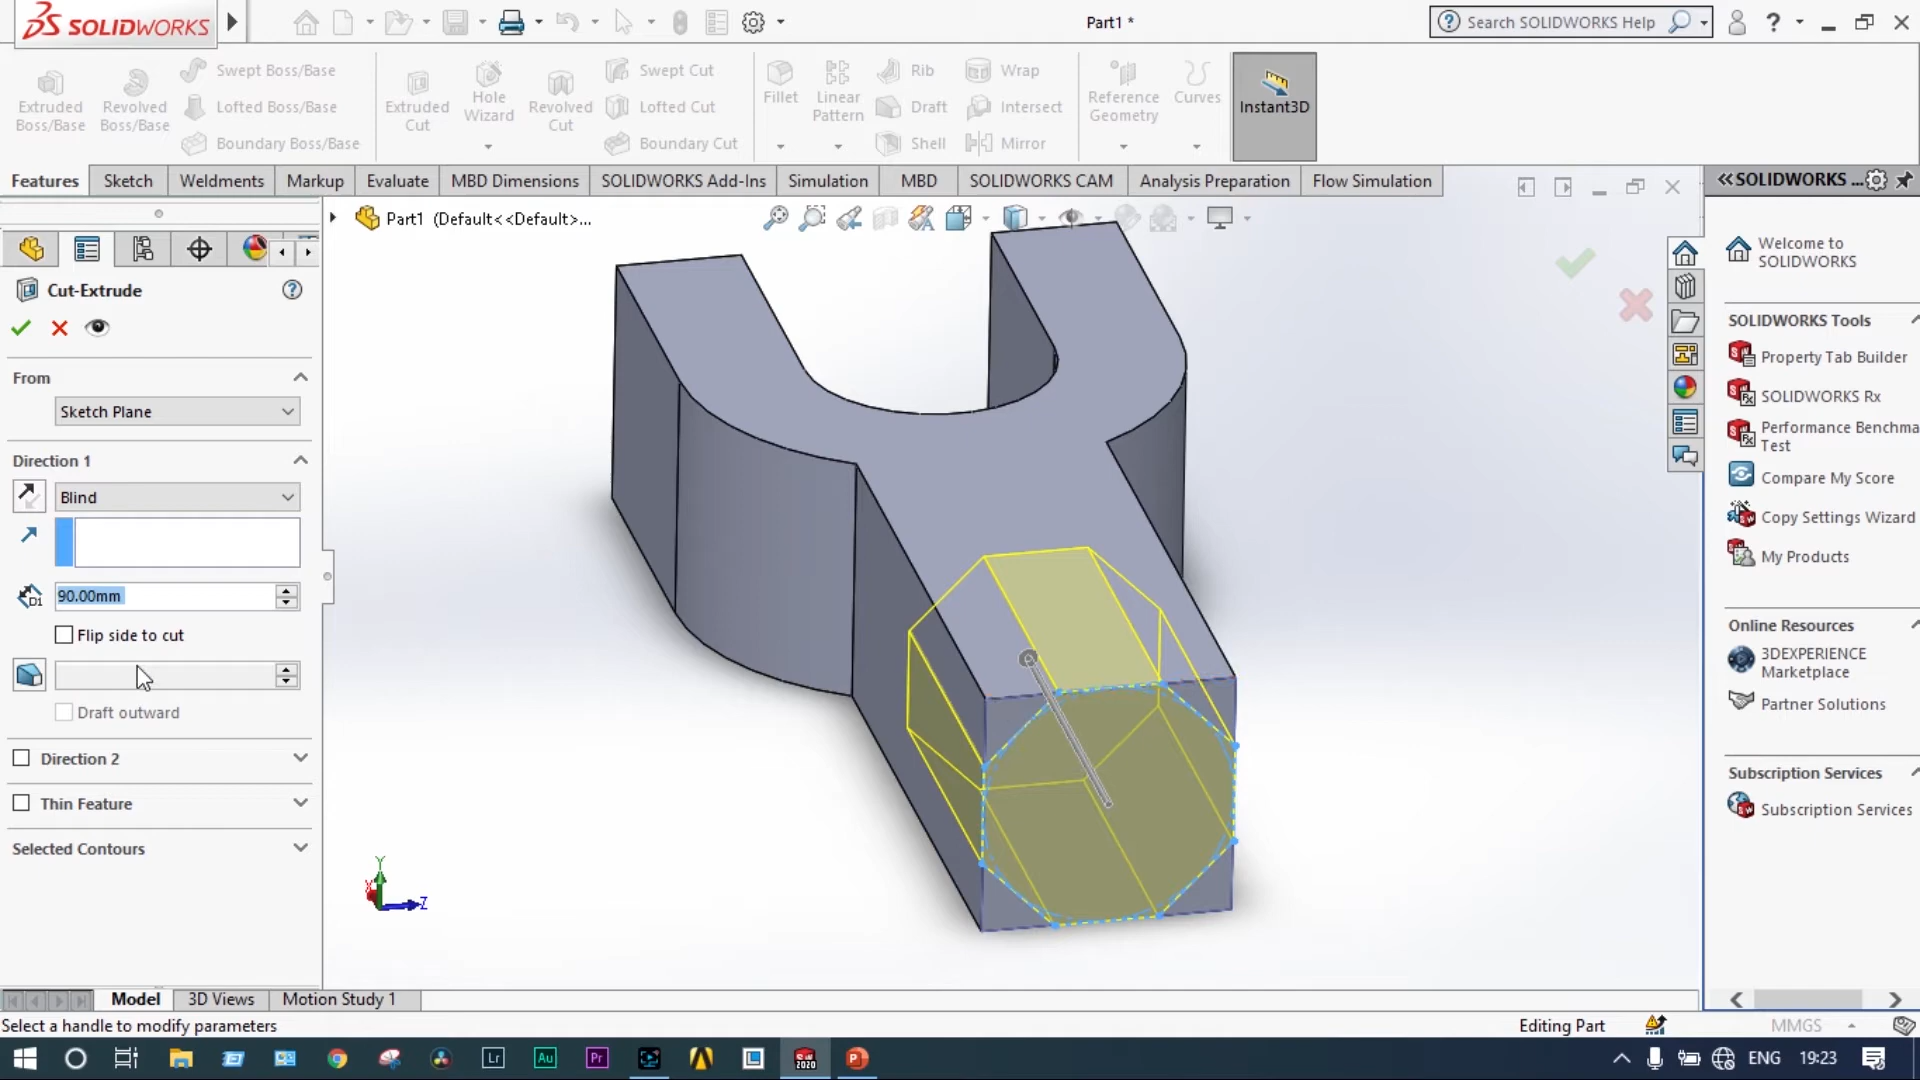 SOLIDWORKS
Part1 *
Search SOLIDWORKS Help
Extruded Boss/Base
Revolved Boss/Base
Swept Boss/Base
Lofted Boss/Base
Boundary Boss/Base
Extruded Cut
Hole Wizard
Revolved Cut
Swept Cut
Lofted Cut
Boundary Cut
Fillet
Linear Pattern
Rib
Draft
Shell
Wrap
Intersect
Mirror
Reference Geometry
Curves
Instant3D
Features
Sketch
Weldments
Markup
Evaluate
MBD Dimensions
SOLIDWORKS Add-Ins
Simulation
MBD
SOLIDWORKS CAM
Analysis Preparation
Flow Simulation
SOLIDWORKS ...
Part1 (Default<<Default>...
Cut-Extrude
From
Sketch Plane
Direction 1
Blind
D1
90.00mm
Flip side to cut
Draft outward
Direction 2
Thin Feature
Selected Contours
Y
X
Z
Welcome to
SOLIDWORKS
SOLIDWORKS Tools
Property Tab Builder
SOLIDWORKS Rx
Performance Benchma
Test
Compare My Score
Copy Settings Wizard
My Products
Online Resources
3DEXPERIENCE
Marketplace
Partner Solutions
Subscription Services
Subscription Services
Model
3D Views
Motion Study 1
Select a handle to modify parameters
Editing Part
MMGS
Lr
Au
Pr
SW
2020
P
ENG
19:23